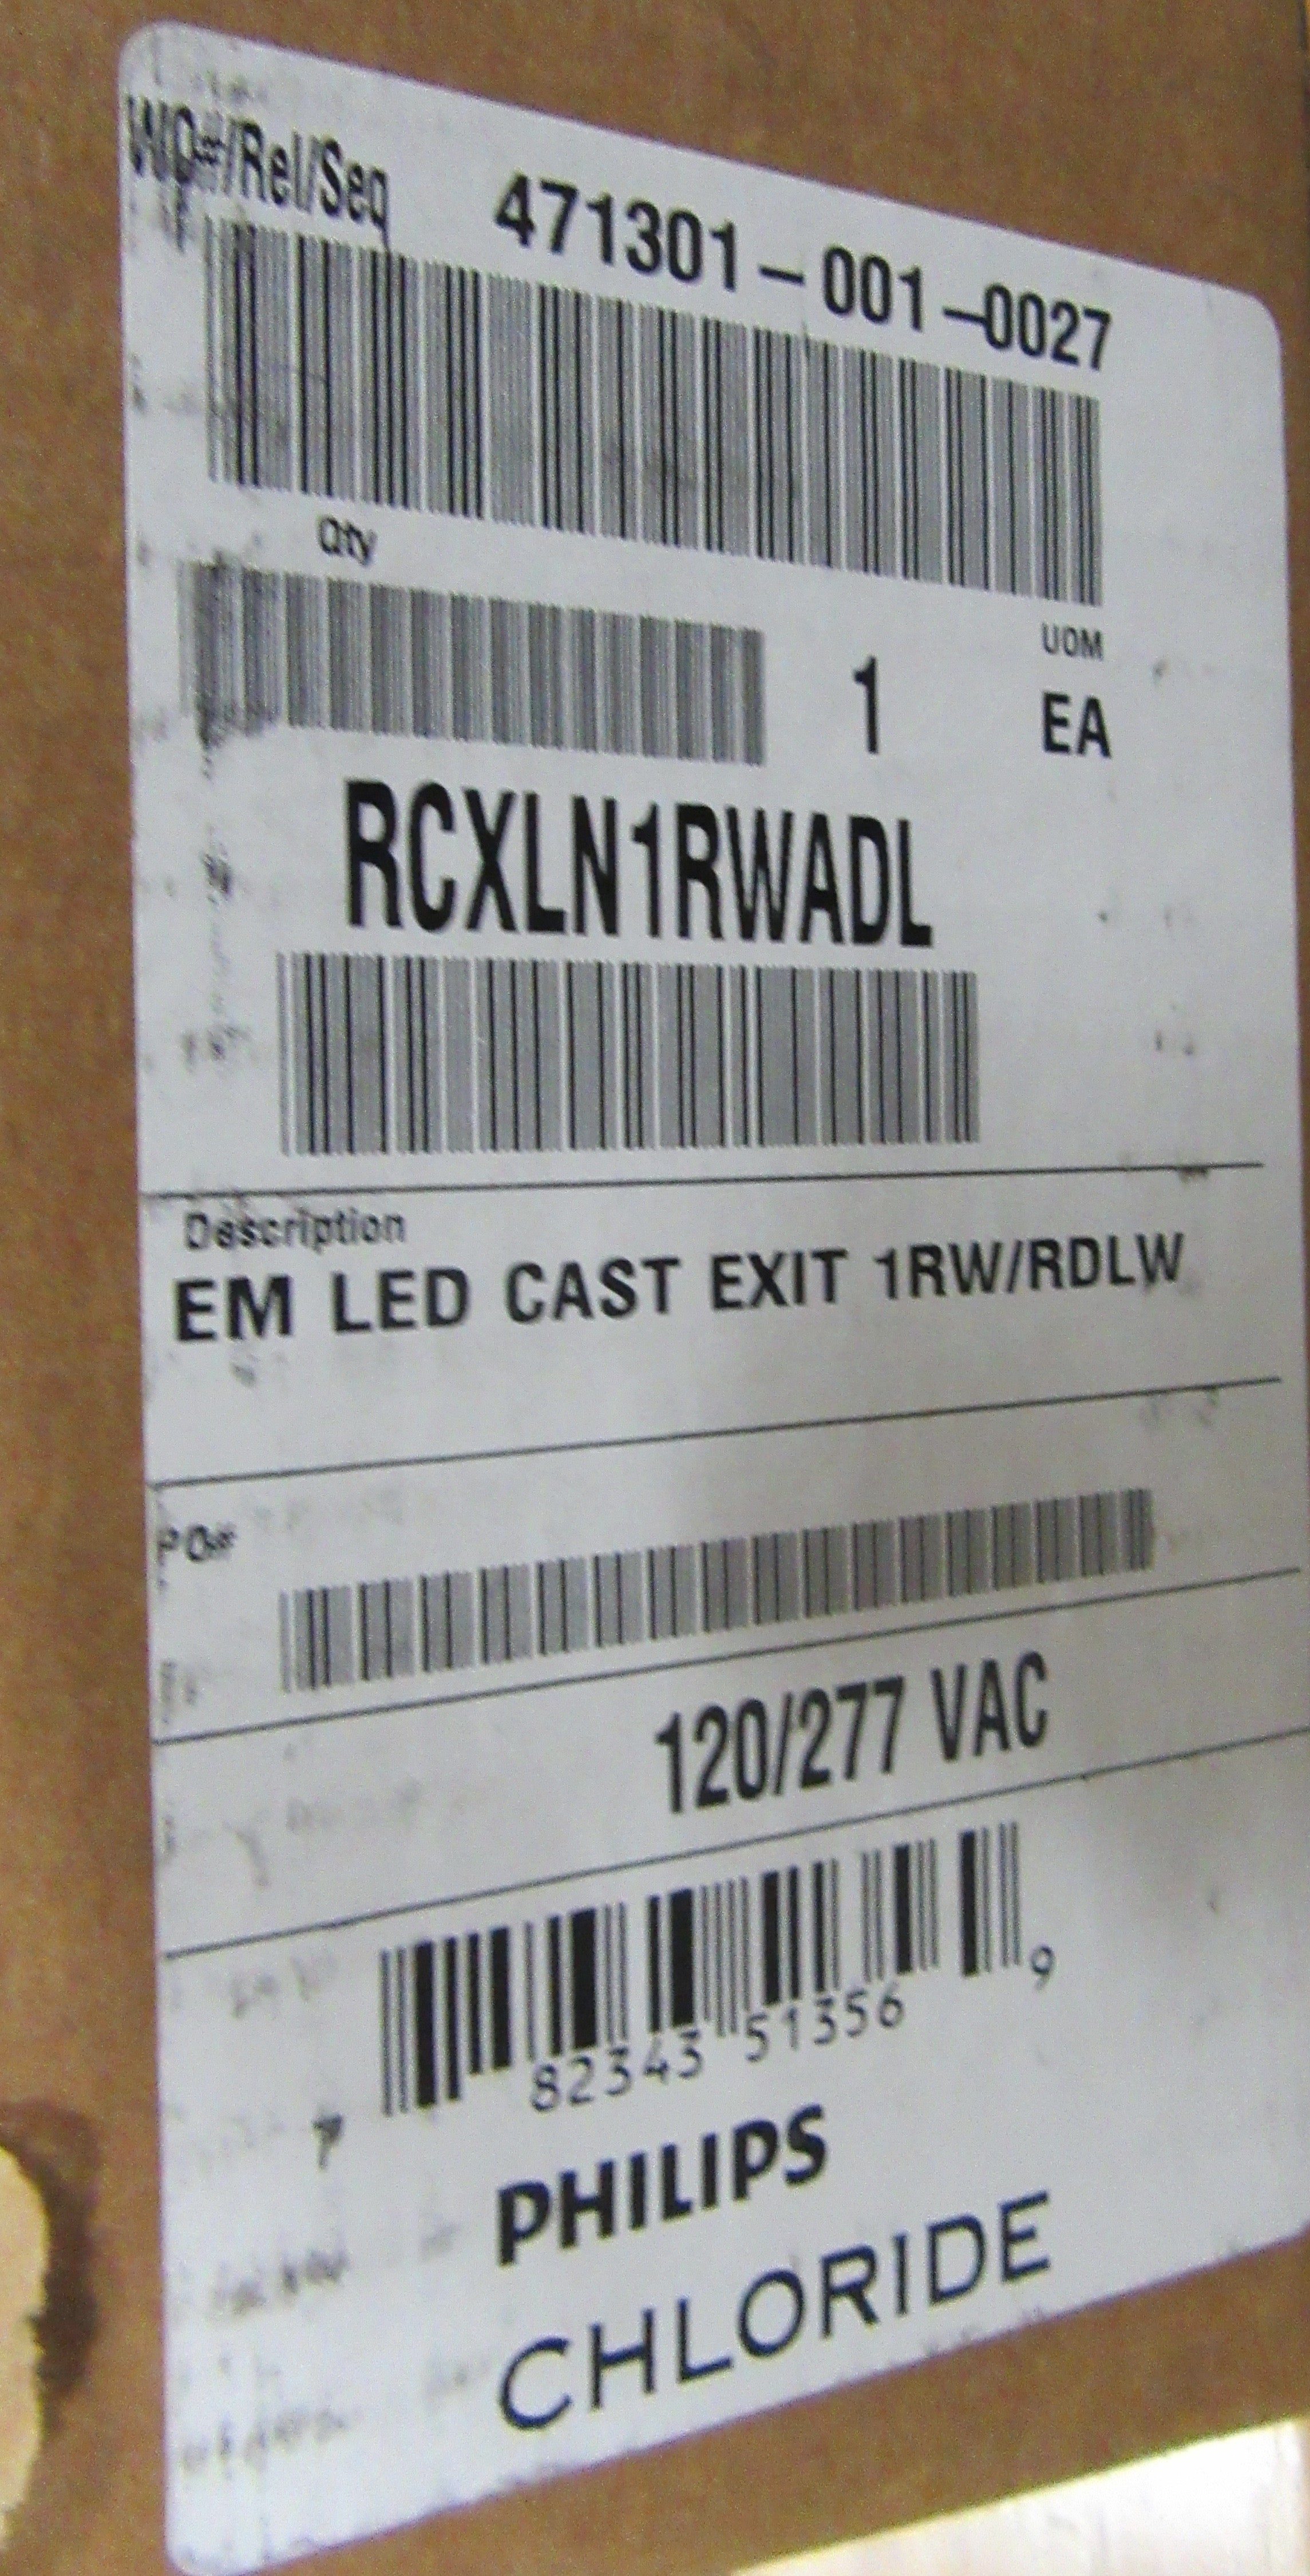 WO#/Rel/Seq 471301-001-0027
Qty
UOM
1 EA
RCXLN1RWADL
Description
EM LED CAST EXIT 1RW/RDLW
PO#
120/277 VAC
7 82343 51356 9
PHILIPS
CHLORIDE